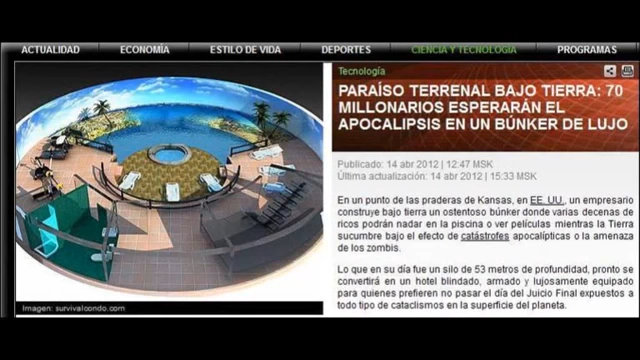 ACTUALIDAD ECONOMÍA ESTILO DE VIDA DEPORTES CIENCIA Y TECNOLOGÍA PROGRAMAS
Tecnología
PARAÍSO TERRENAL BAJO TIERRA: 70
MILLONARIOS ESPERARÁN EL
APOCALIPSIS EN UN BÚNKER DE LUJO
Publicado: 14 abr 2012 | 12:47 MSK
Última actualización: 14 abr 2012 | 15:33 MSK
En un punto de las praderas de Kansas, en EE. UU., un empresario
construye bajo tierra un ostentoso búnker donde varias decenas de
ricos podrán nadar en la piscina o ver películas mientras la Tierra
sucumbe bajo el efecto de catástrofes apocalípticas o la amenaza
de los zombis.
Lo que en su día fue un silo de 53 metros de profundidad, pronto se
convertirá en un hotel blindado, armado y lujosamente equipado
para quienes prefieren no pasar el día del Juicio Final expuestos a
todo tipo de cataclismos en la superficie del planeta.
Imagen: survivalcondo.com